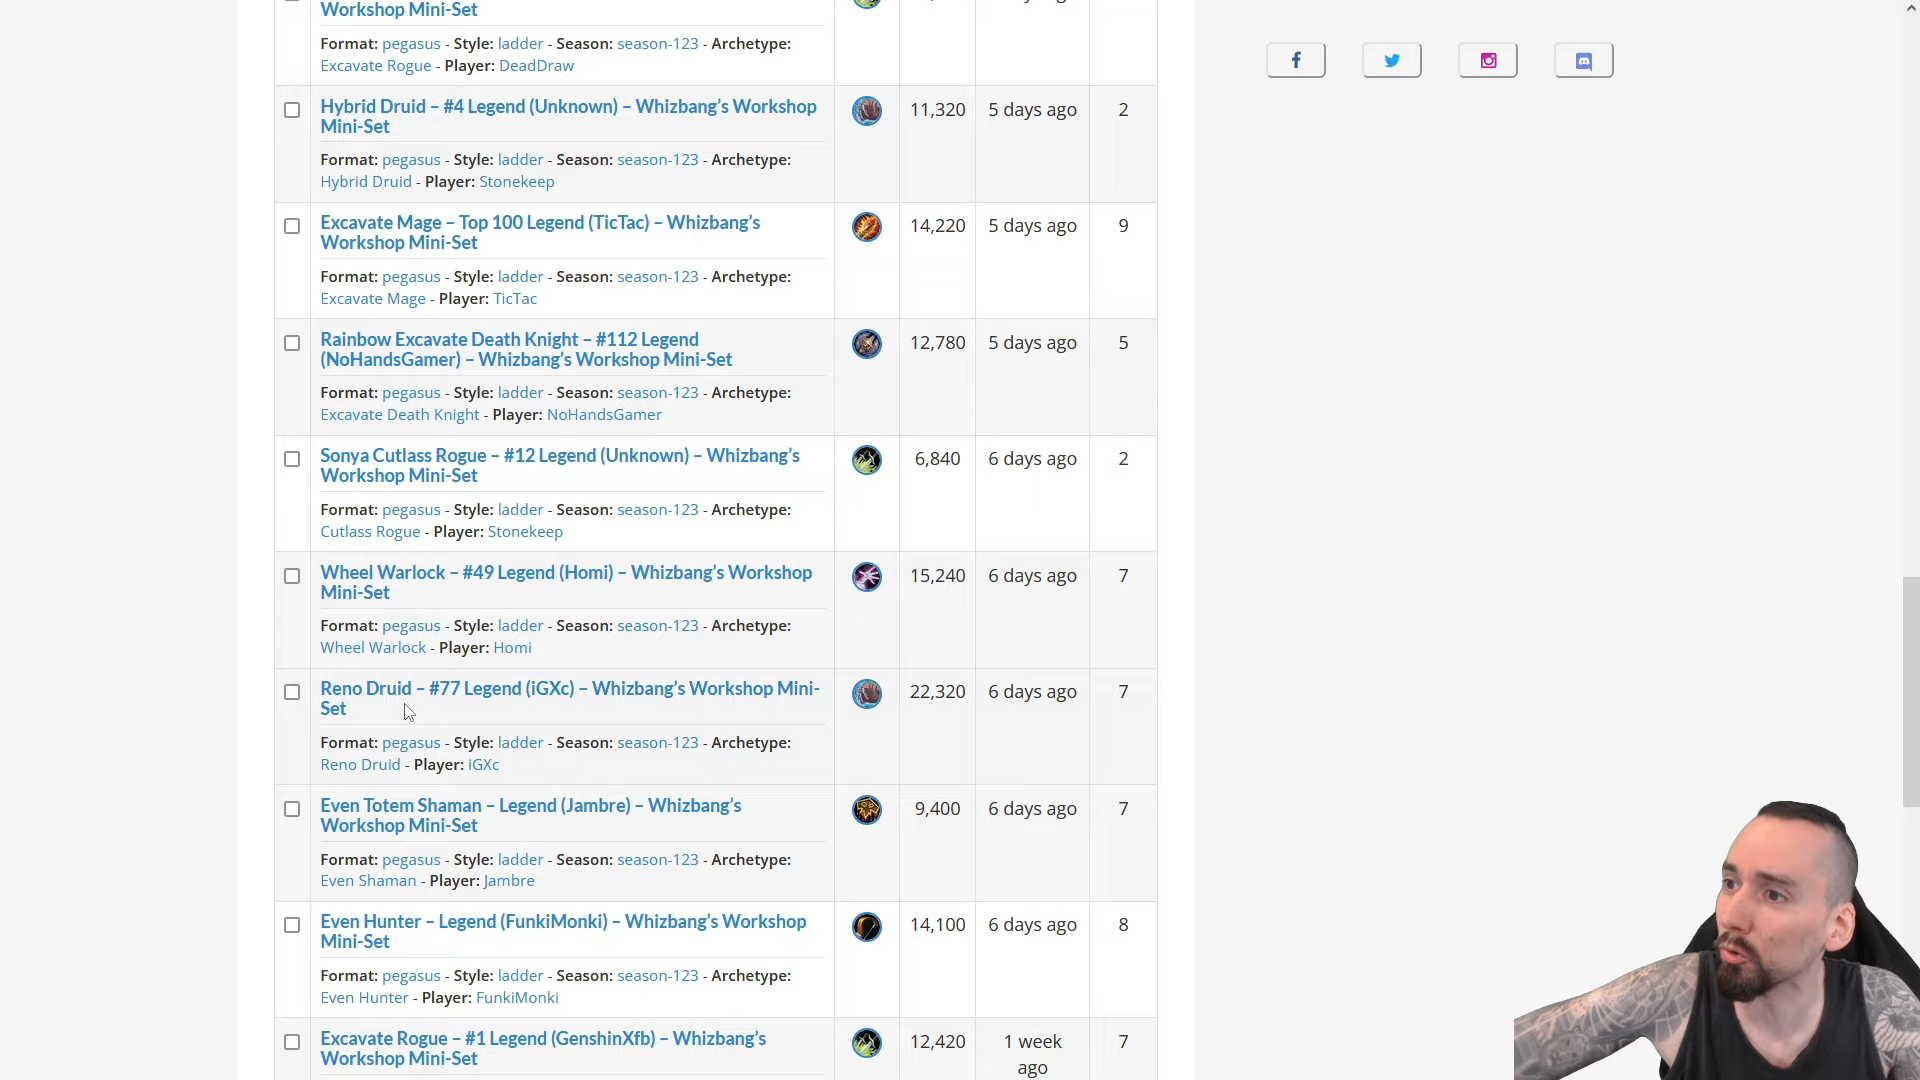 Workshop Mini-Set
Format: pegasus - Style: ladder - Season: season-123 - Archetype:
Excavate Rogue - Player: DeadDraw
Hybrid Druid – #4 Legend (Unknown) – Whizbang's Workshop
Mini-Set
11,320
5 days ago
2
Format: pegasus - Style: ladder - Season: season-123 - Archetype:
Hybrid Druid - Player: Stonekeep
Excavate Mage – Top 100 Legend (TicTac) – Whizbang's
Workshop Mini-Set
14,220
5 days ago
9
Format: pegasus - Style: ladder - Season: season-123 - Archetype:
Excavate Mage - Player: TicTac
Rainbow Excavate Death Knight – #112 Legend
(NoHandsGamer) – Whizbang's Workshop Mini-Set
12,780
5 days ago
5
Format: pegasus - Style: ladder - Season: season-123 - Archetype:
Excavate Death Knight - Player: NoHandsGamer
Sonya Cutlass Rogue – #12 Legend (Unknown) – Whizbang's
Workshop Mini-Set
6,840
6 days ago
2
Format: pegasus - Style: ladder - Season: season-123 - Archetype:
Cutlass Rogue - Player: Stonekeep
Wheel Warlock – #49 Legend (Homi) – Whizbang's Workshop
Mini-Set
15,240
6 days ago
7
Format: pegasus - Style: ladder - Season: season-123 - Archetype:
Wheel Warlock - Player: Homi
Reno Druid – #77 Legend (iGXc) – Whizbang's Workshop Mini-
Set
22,320
6 days ago
7
Format: pegasus - Style: ladder - Season: season-123 - Archetype:
Reno Druid - Player: iGXc
Even Totem Shaman – Legend (Jambre) – Whizbang's
Workshop Mini-Set
9,400
6 days ago
7
Format: pegasus - Style: ladder - Season: season-123 - Archetype:
Even Shaman - Player: Jambre
Even Hunter – Legend (FunkiMonki) – Whizbang's Workshop
Mini-Set
14,100
6 days ago
8
Format: pegasus - Style: ladder - Season: season-123 - Archetype:
Even Hunter - Player: FunkiMonki
Excavate Rogue – #1 Legend (GenshinXfb) – Whizbang's
Workshop Mini-Set
12,420
1 week
ago
7